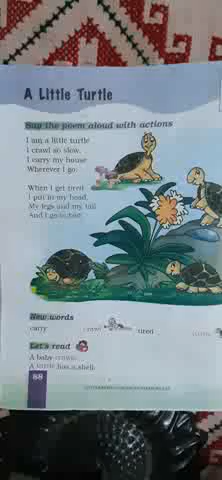 A Little Turtle
Say the poem aloud with actions
I am a little turtle
I crawl so slow,
I carry my house
Wherever I go.
When I get tired
I put in my head,
My legs and my tail
And I go to bed.
New words
carry crawl tired
Let's read
A baby crawls.
A turtle has a shell.
88